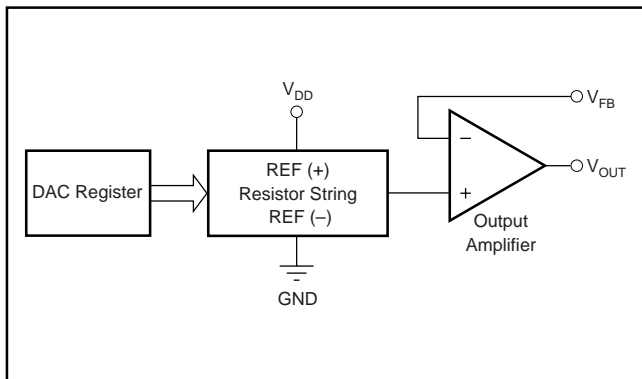 V_DD
V_FB
DAC Register
REF (+)
Resistor String
REF (–)
–
+
V_OUT
Output
Amplifier
GND